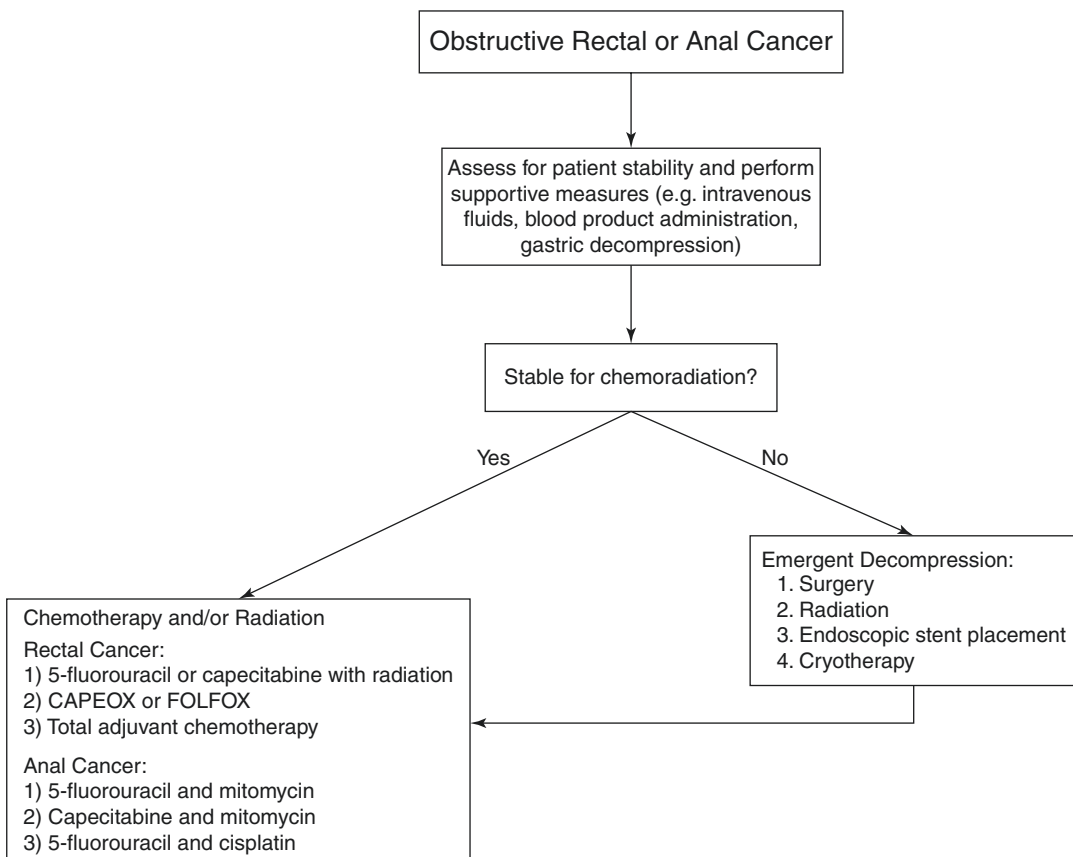 Obstructive Rectal or Anal Cancer
Assess for patient stability and perform
supportive measures (e.g. intravenous
fluids, blood product administration,
gastric decompression)
Stable for chemoradiation?
Yes
No
Emergent Decompression:
1. Surgery
2. Radiation
3. Endoscopic stent placement
4. Cryotherapy
Chemotherapy and/or Radiation
Rectal Cancer:
1) 5-fluorouracil or capecitabine with radiation
2) CAPEOX or FOLFOX
3) Total adjuvant chemotherapy
Anal Cancer:
1) 5-fluorouracil and mitomycin
2) Capecitabine and mitomycin
3) 5-fluorouracil and cisplatin